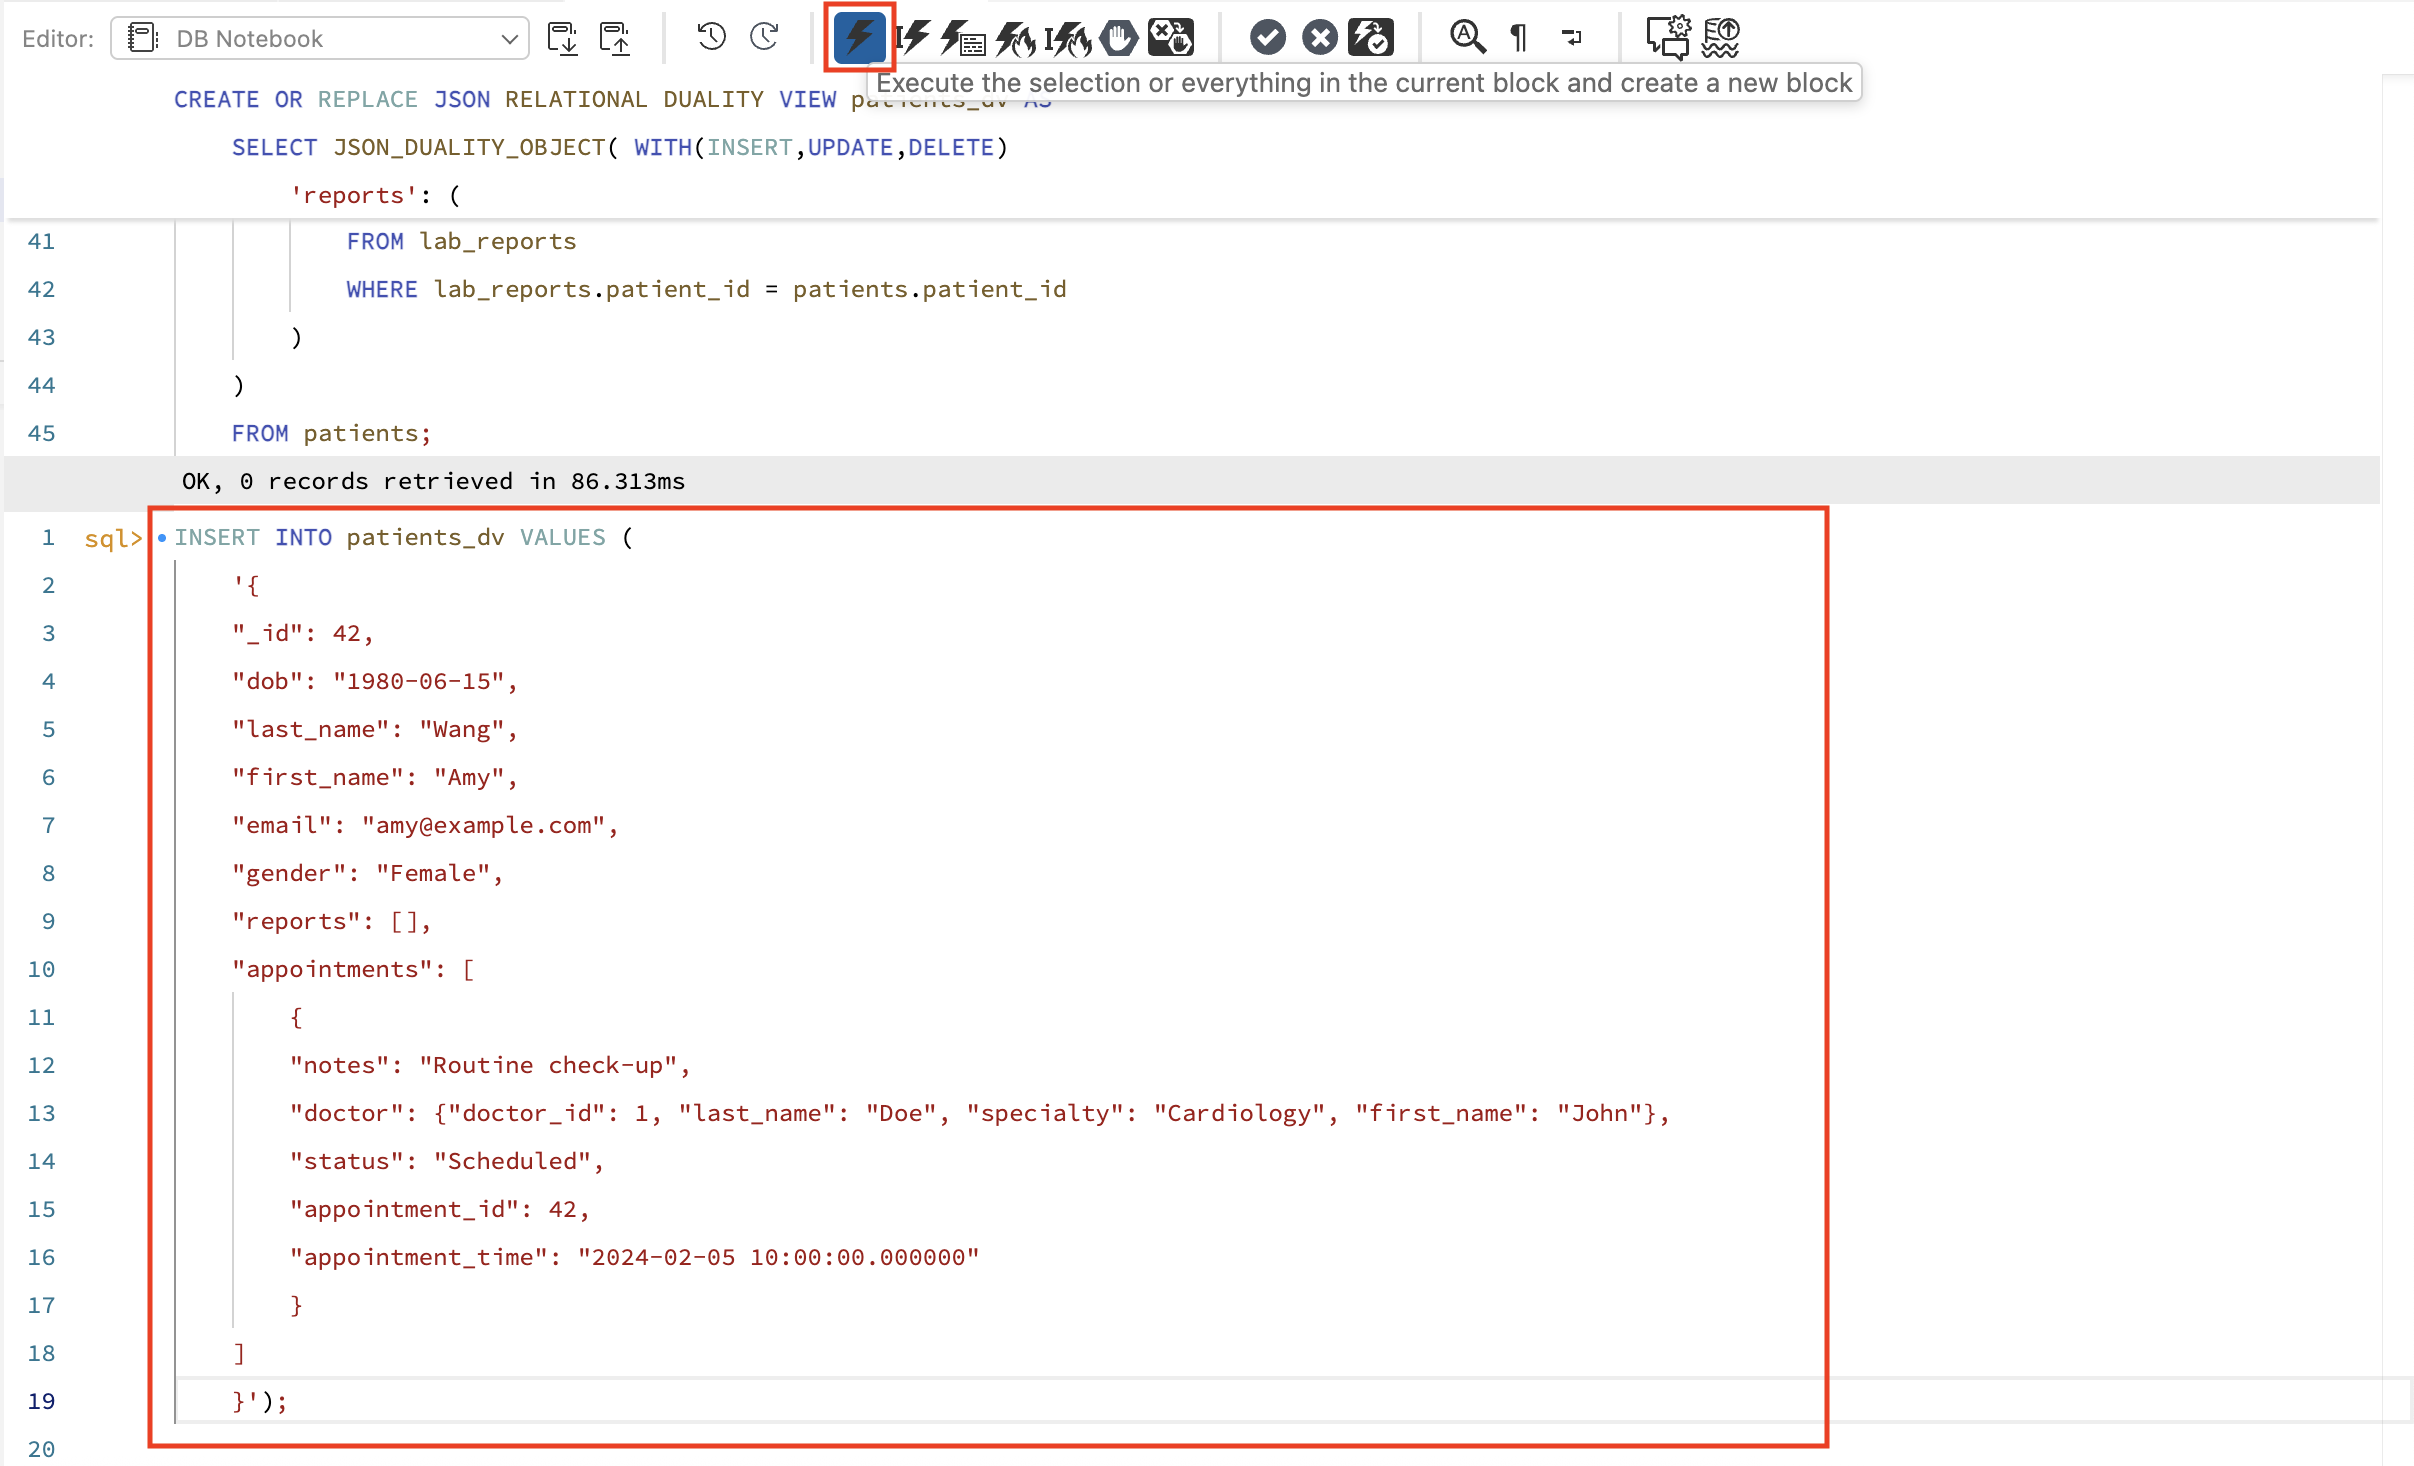 Editor: DB Notebook
Execute the selection or everything in the current block and create a new block
CREATE OR REPLACE JSON RELATIONAL DUALITY VIEW patients_dv AS
SELECT JSON_DUALITY_OBJECT( WITH(INSERT,UPDATE,DELETE)
'reports': (
41 FROM lab_reports
42 WHERE lab_reports.patient_id = patients.patient_id
43 )
44 )
45 FROM patients;
OK, 0 records retrieved in 86.313ms
1 sql> INSERT INTO patients_dv VALUES (
2 '{
3 "_id": 42,
4 "dob": "1980-06-15",
5 "last_name": "Wang",
6 "first_name": "Amy",
7 "email": "amy@example.com",
8 "gender": "Female",
9 "reports": [],
10 "appointments": [
11 {
12 "notes": "Routine check-up",
13 "doctor": {"doctor_id": 1, "last_name": "Doe", "specialty": "Cardiology", "first_name": "John"},
14 "status": "Scheduled",
15 "appointment_id": 42,
16 "appointment_time": "2024-02-05 10:00:00.000000"
17 }
18 ]
19 }');
20